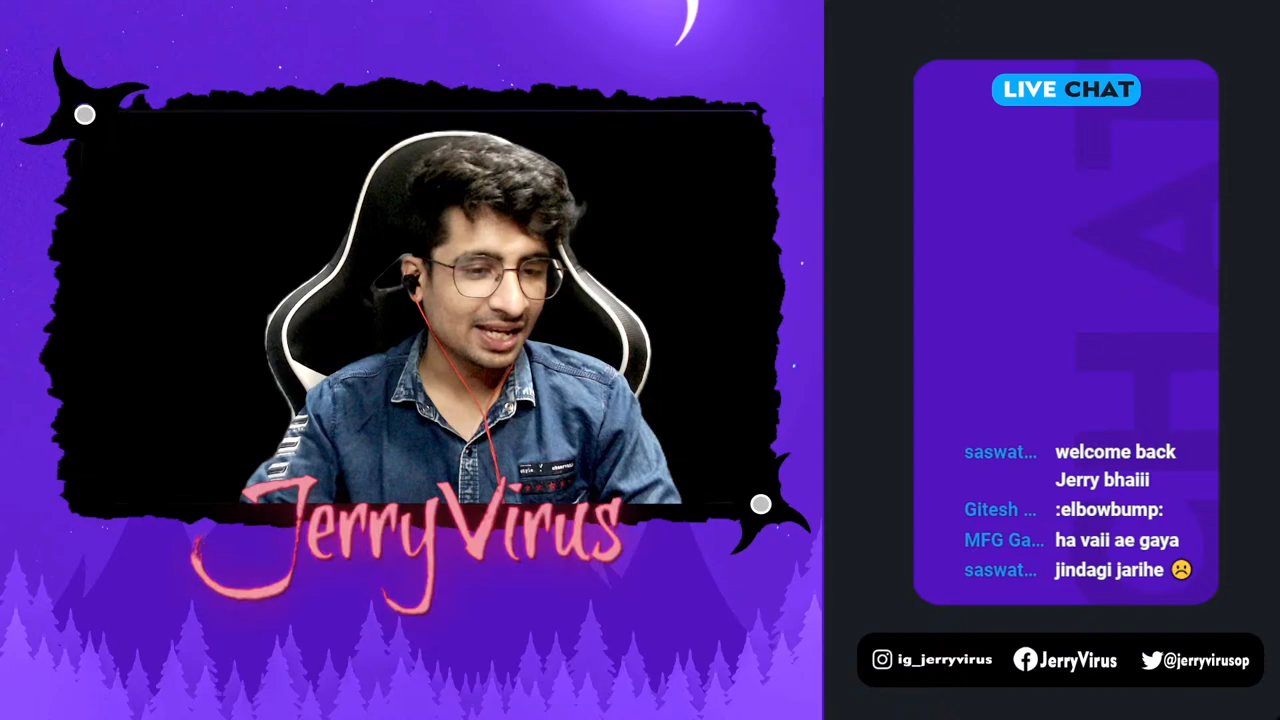 LIVE CHAT
saswat... welcome back
Jerry bhaiii
Gitesh ... :elbowbump:
MFG Ga... ha vaii ae gaya
saswat... jindagi jarihe ☹️
JerryVirus
ig_jerryvirus JerryVirus @jerryvirusop
CHAT